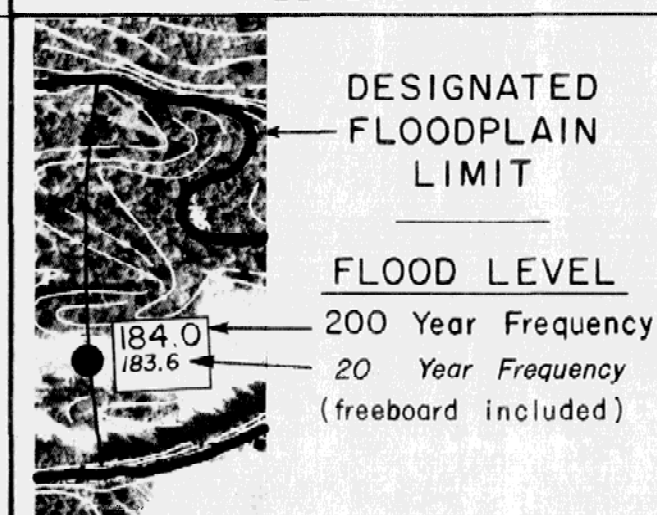 DESIGNATED
FLOODPLAIN
LIMIT
FLOOD LEVEL
184.0
200 Year Frequency
183.6
20 Year Frequency
(freeboard included)